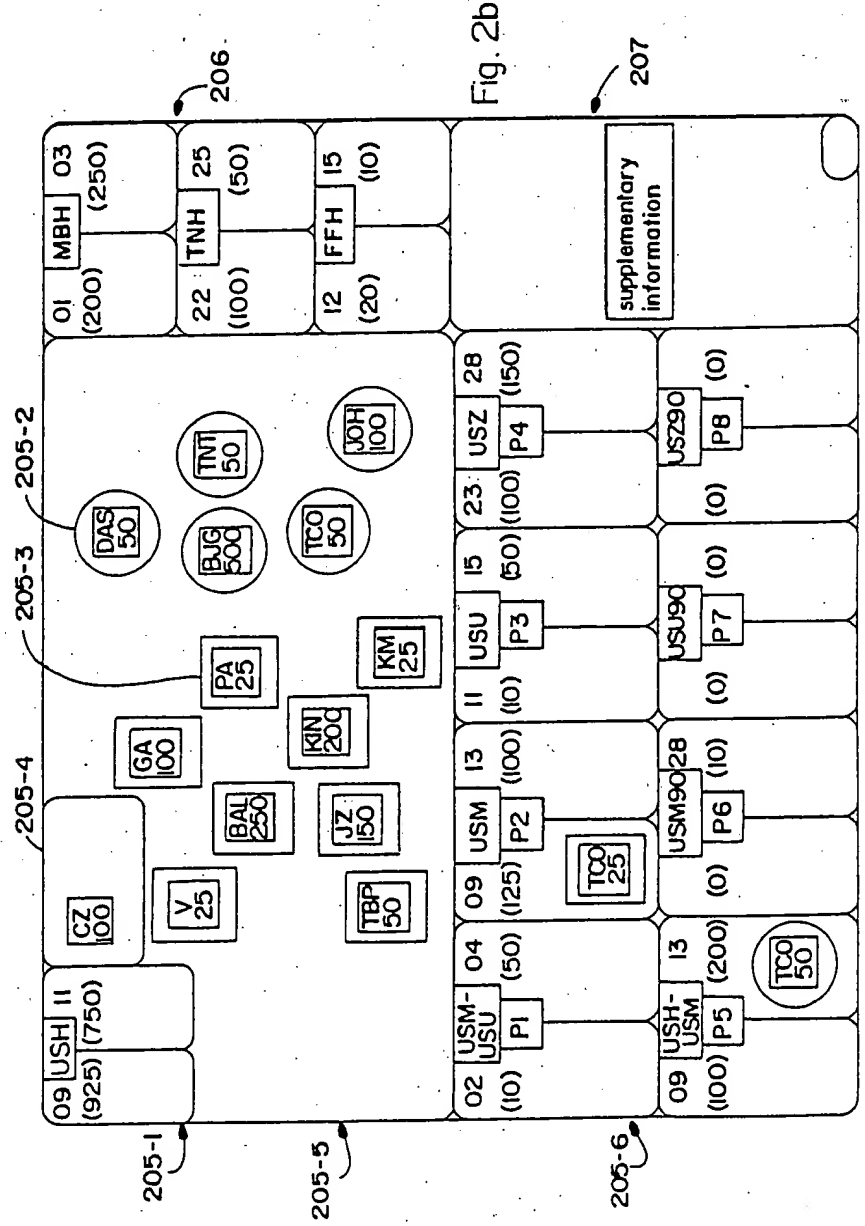 Fig. 2b
205-4
205-3
205-2
206
207
205-1
205-5
205-6
09 USH 11
(925) (750)
CZ
100
V
25
GA
100
PA
25
BAL
250
KIN
200
TBP
50
JZ
150
KM
25
DAS
50
TNT
50
BJG
500
TCO
50
JOH
100
01 MBH 03
(200) (250)
22 TNH 25
(100) (50)
12 FFH 15
(20) (10)
02 USM-USU 04
(10) P1 (50)
09 USM 13
(125) P2 (100)
TCO
25
11 USU 15
(10) P3 (50)
23 USZ 28
(100) P4 (150)
09 USH-USM 13
(100) P5 (200)
TCO
50
USM90 28
(0) P6 (10)
USU90
(0) P7 (0)
USZ90
(0) P8 (0)
supplementary
information